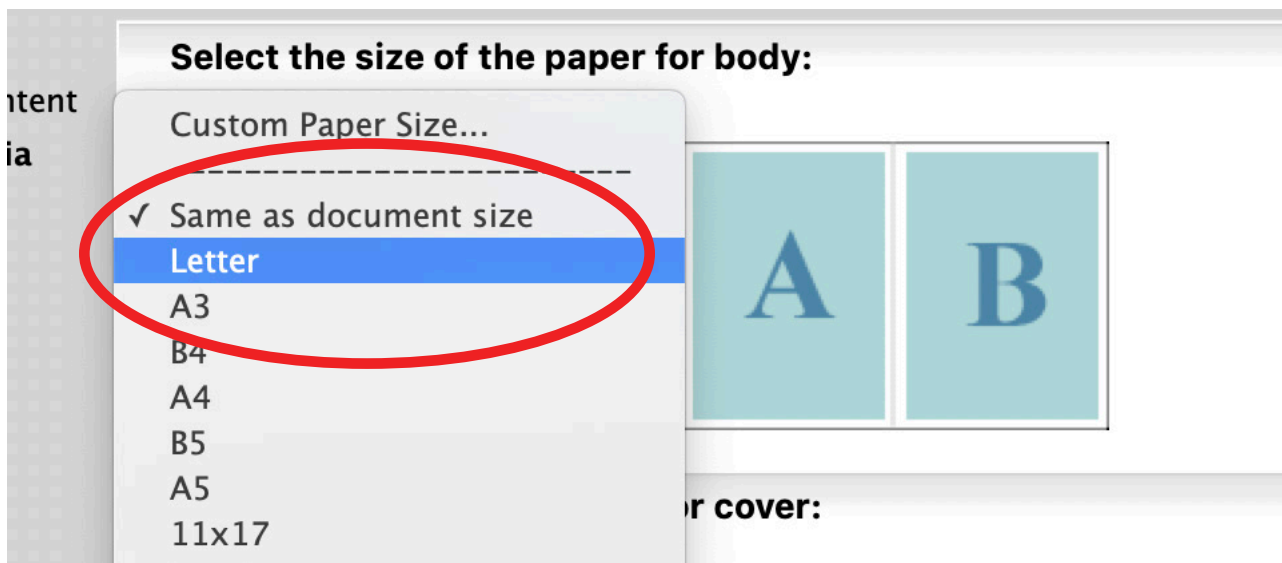 Select the size of the paper for body:
ntent
Custom Paper Size...
ia
------------------------
✓ Same as document size
Letter
A3
B4
A4
B5
A5
11x17
A B
r cover: